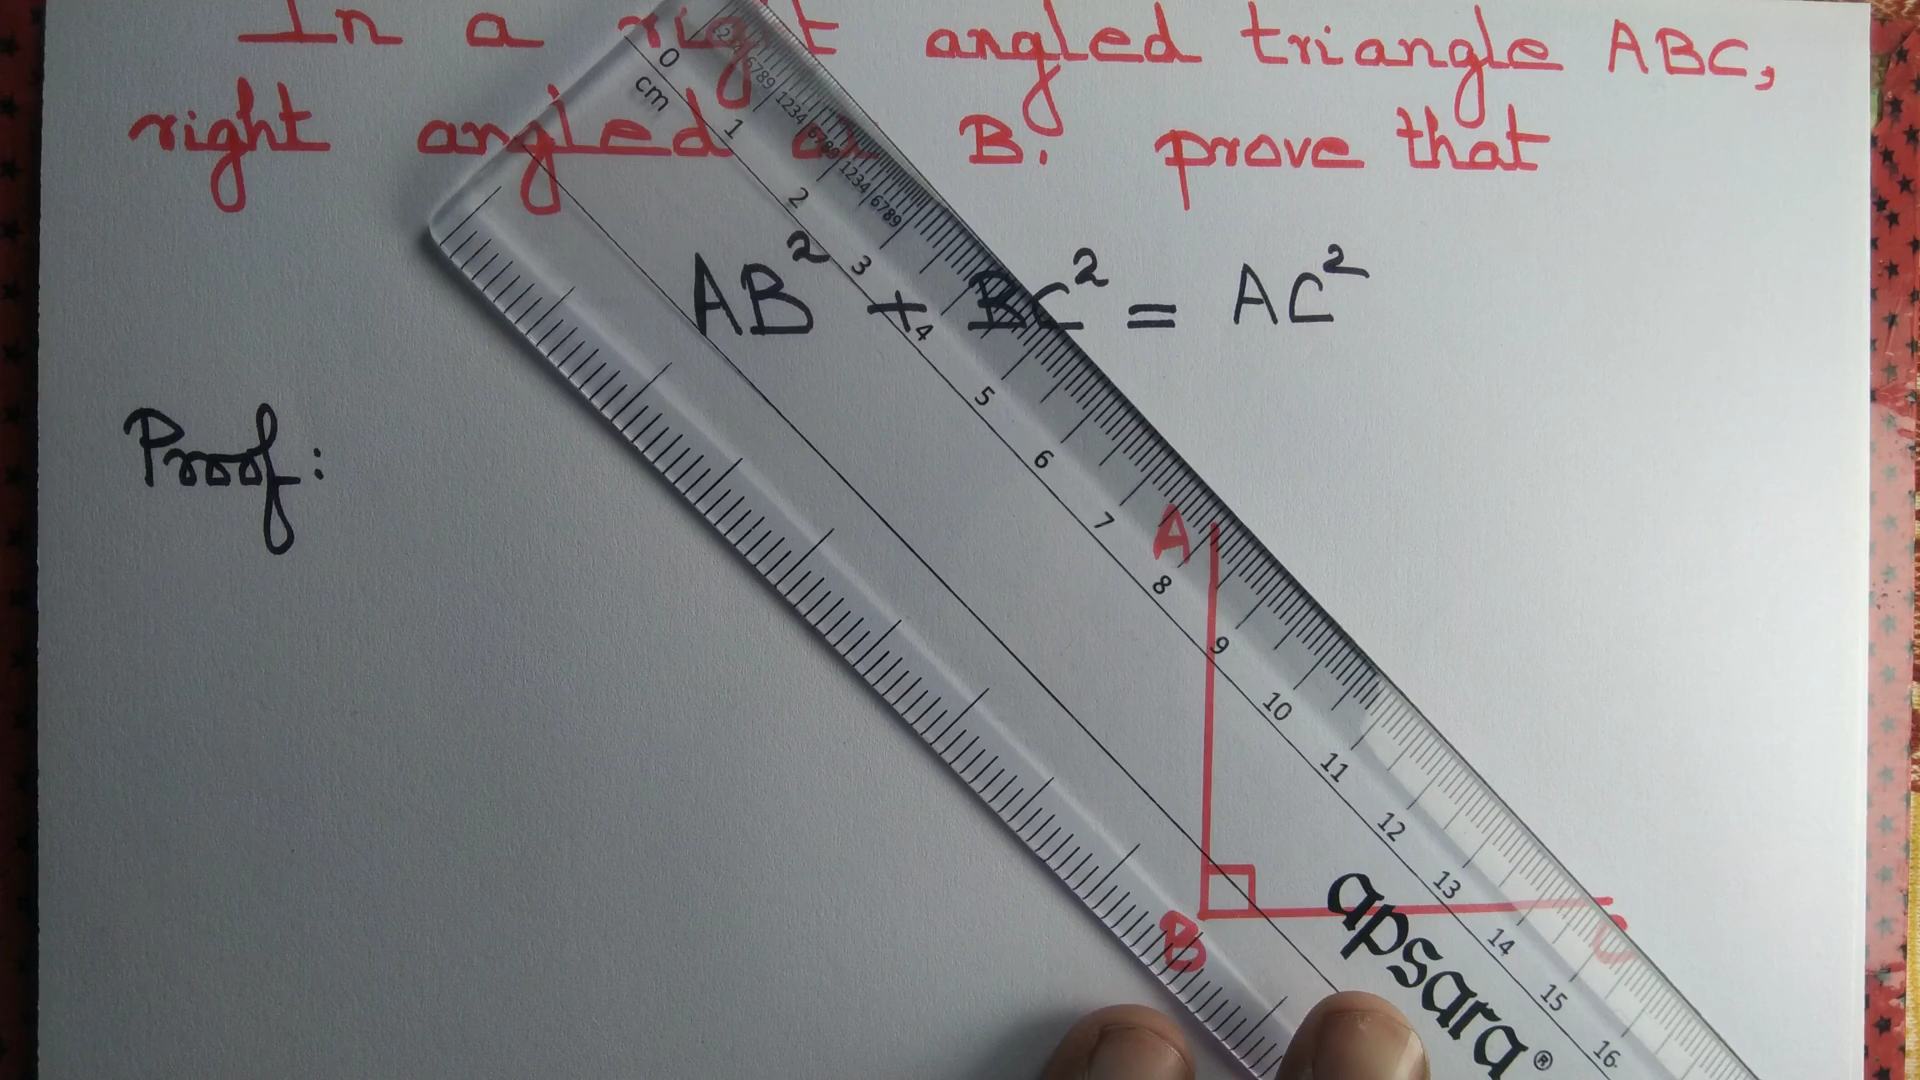 In a right angled triangle ABC,
right angled at B. prove that
AB² + BC² = AC²
Proof:
A
B
C
0 1 2 3 4 5 6 7 8 9 10 11 12 13 14 15 16
cm
apsara®